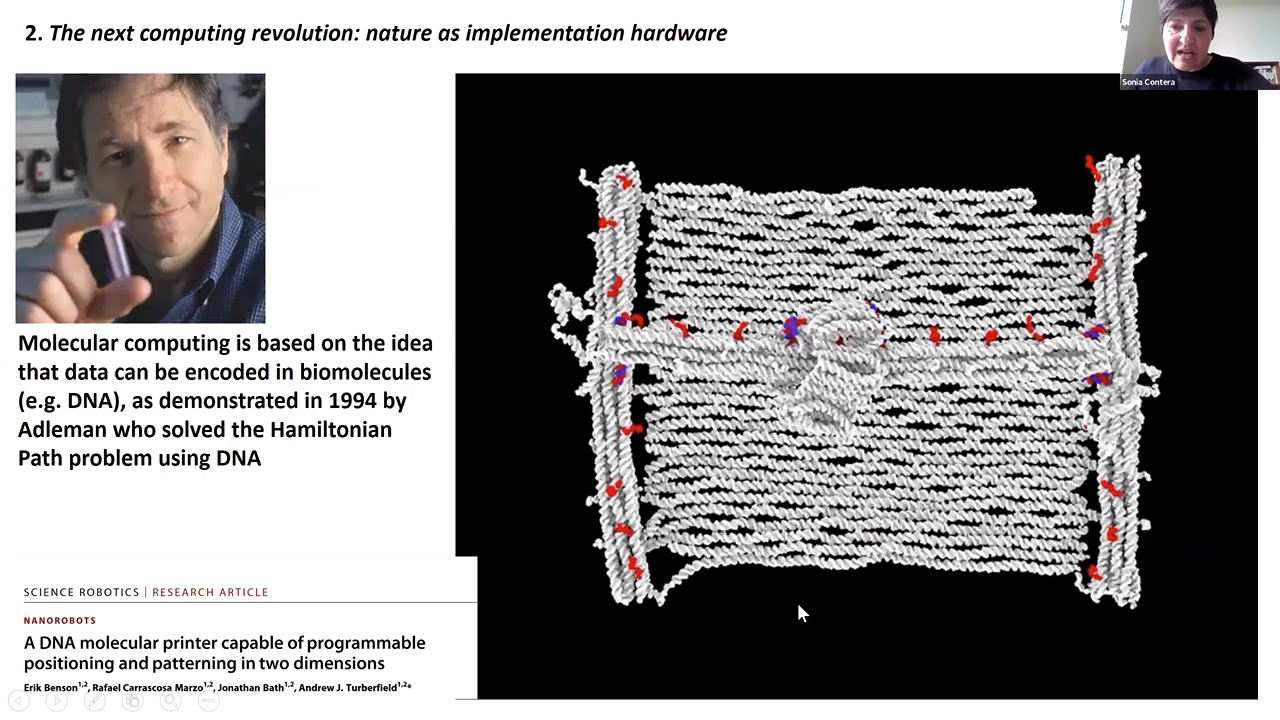 2. The next computing revolution: nature as implementation hardware
Sonia Contera
Molecular computing is based on the idea
that data can be encoded in biomolecules
(e.g. DNA), as demonstrated in 1994 by
Adleman who solved the Hamiltonian
Path problem using DNA
SCIENCE ROBOTICS | RESEARCH ARTICLE
NANOROBOTS
A DNA molecular printer capable of programmable
positioning and patterning in two dimensions
Erik Benson1,2, Rafael Carrascosa Marzo1,2, Jonathan Bath1,2, Andrew J. Turberfield1,2*